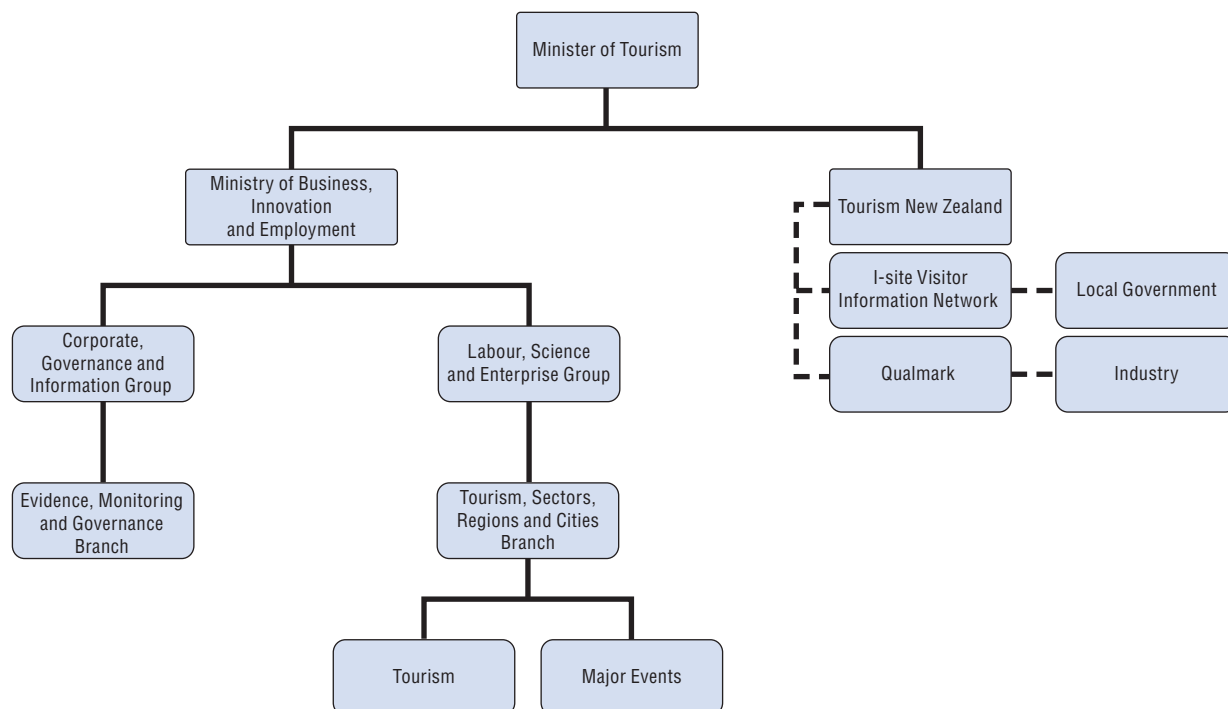 Minister of Tourism
Ministry of Business,
Innovation
and Employment
Tourism New Zealand
I-site Visitor
Information Network
Local Government
Corporate,
Governance and
Information Group
Labour, Science
and Enterprise Group
Qualmark
Industry
Evidence, Monitoring
and Governance
Branch
Tourism, Sectors,
Regions and Cities
Branch
Tourism
Major Events